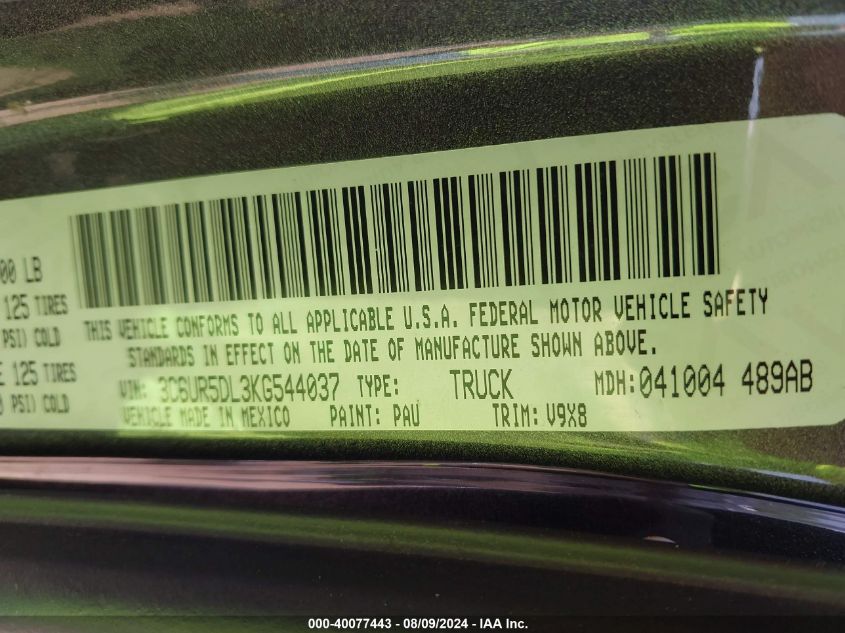 00 LB
125 TIRES
PSI) COLD
E 125 TIRES
0 PSI) COLD
THIS VEHICLE CONFORMS TO ALL APPLICABLE U.S.A. FEDERAL MOTOR VEHICLE SAFETY
STANDARDS IN EFFECT ON THE DATE OF MANUFACTURE SHOWN ABOVE.
VIN: 3C6UR5DL3KG544037 TYPE: TRUCK MDH: 041004 489AB
VEHICLE MADE IN MEXICO PAINT: PAU TRIM: V9X8
000-40077443 - 08/09/2024 - IAA Inc.